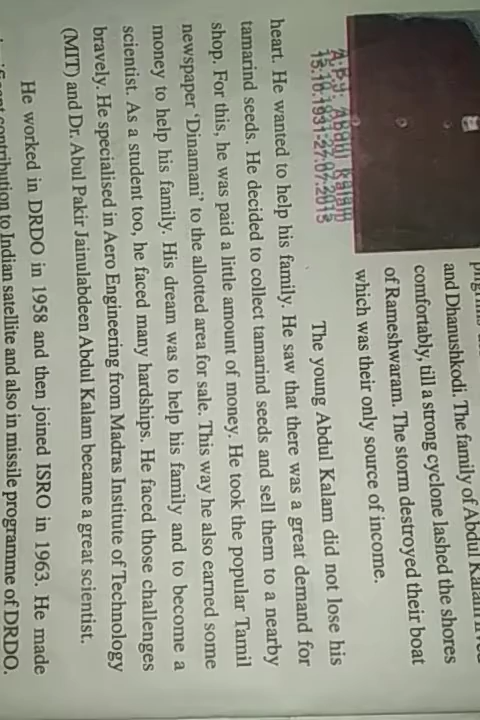 A.P.J. Abdul Kalam
15.10.1931-27.07.2015
and Dhanushkodi. The family of Abdul Kalam lived
comfortably, till a strong cyclone lashed the shores
of Rameshwaram. The storm destroyed their boat
which was their only source of income.
The young Abdul Kalam did not lose his
heart. He wanted to help his family. He saw that there was a great demand for
tamarind seeds. He decided to collect tamarind seeds and sell them to a nearby
shop. For this, he was paid a little amount of money. He took the popular Tamil
newspaper ‘Dinamani’ to the allotted area for sale. This way he also earned some
money to help his family. His dream was to help his family and to become a
scientist. As a student too, he faced many hardships. He faced those challenges
bravely. He specialised in Aero Engineering from Madras Institute of Technology
(MIT) and Dr. Abul Pakir Jainulabdeen Abdul Kalam became a great scientist.
He worked in DRDO in 1958 and then joined ISRO in 1963. He made
contribution to Indian satellite and also in missile programme of DRDO.